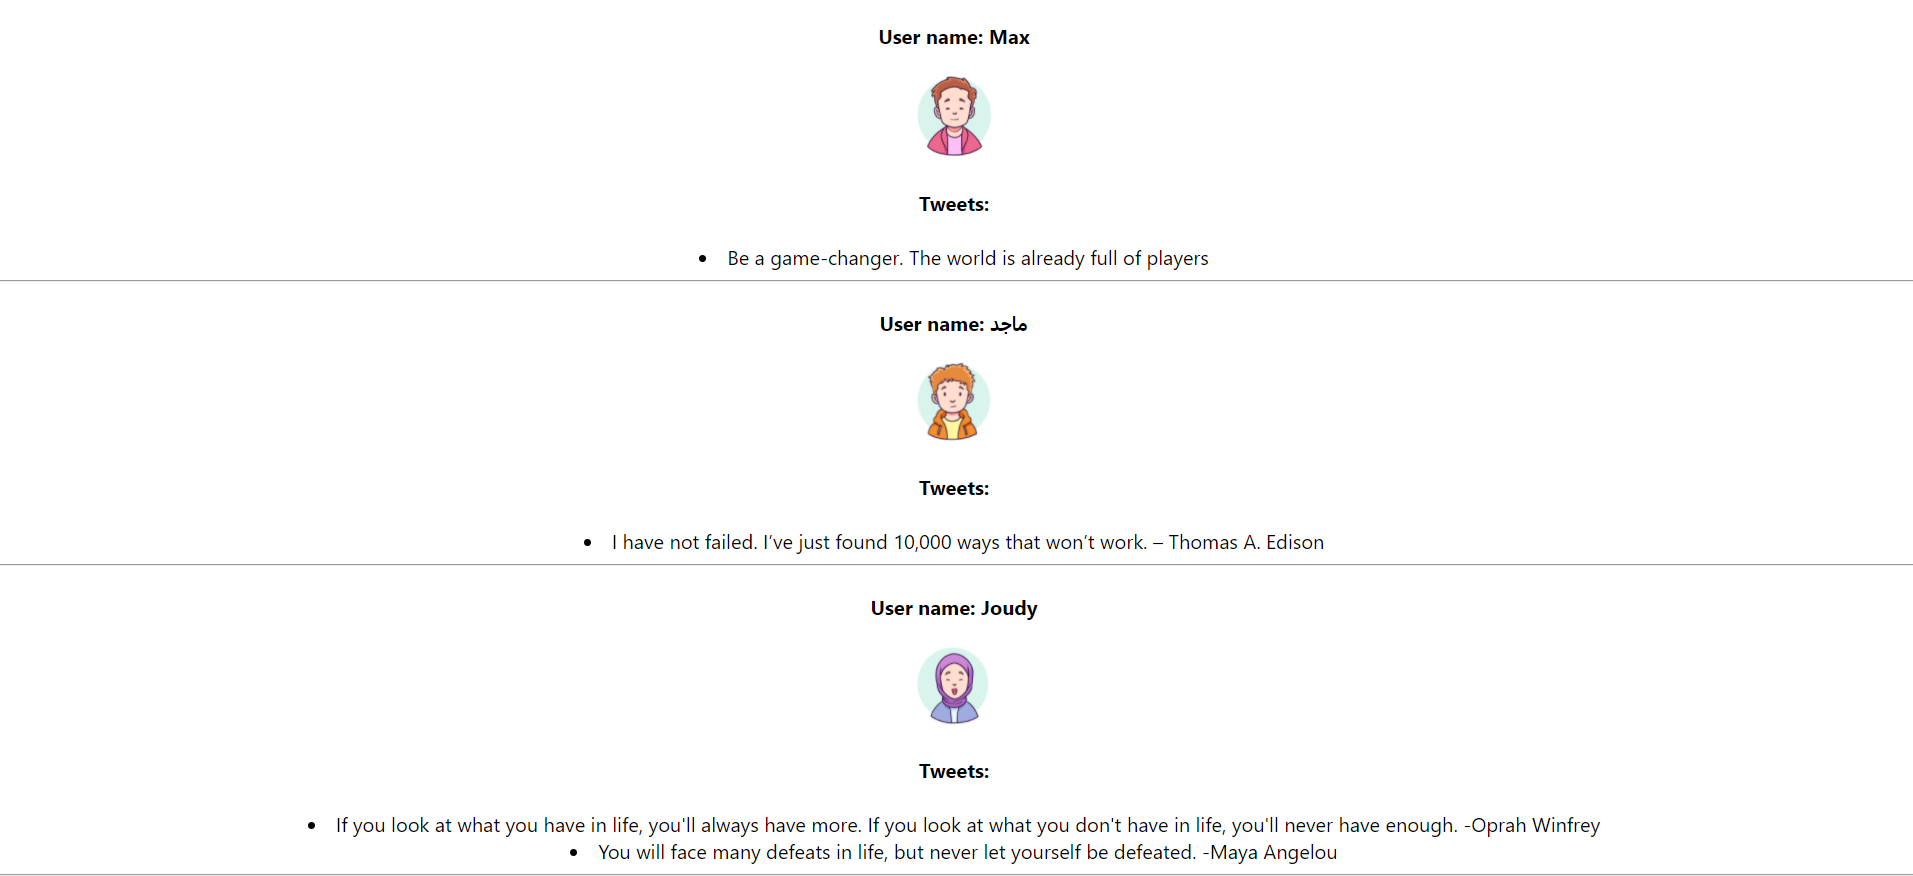 User name: Max
Tweets:
• Be a game-changer. The world is already full of players
User name: ماجد
Tweets:
• I have not failed. I’ve just found 10,000 ways that won’t work. – Thomas A. Edison
User name: Joudy
Tweets:
• If you look at what you have in life, you'll always have more. If you look at what you don't have in life, you'll never have enough. -Oprah Winfrey
• You will face many defeats in life, but never let yourself be defeated. -Maya Angelou